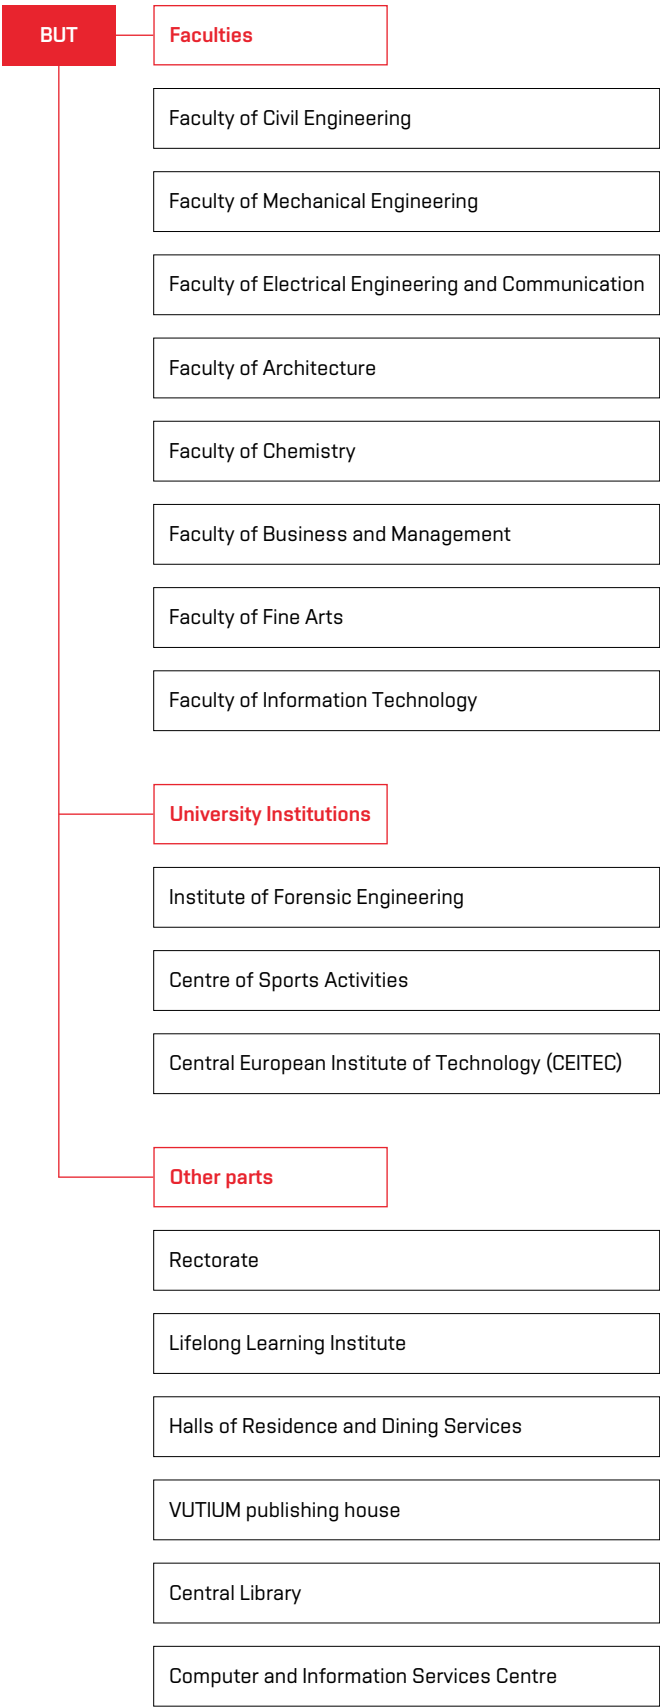 BUT
Faculties
Faculty of Civil Engineering
Faculty of Mechanical Engineering
Faculty of Electrical Engineering and Communication
Faculty of Architecture
Faculty of Chemistry
Faculty of Business and Management
Faculty of Fine Arts
Faculty of Information Technology
University Institutions
Institute of Forensic Engineering
Centre of Sports Activities
Central European Institute of Technology (CEITEC)
Other parts
Rectorate
Lifelong Learning Institute
Halls of Residence and Dining Services
VUTIUM publishing house
Central Library
Computer and Information Services Centre